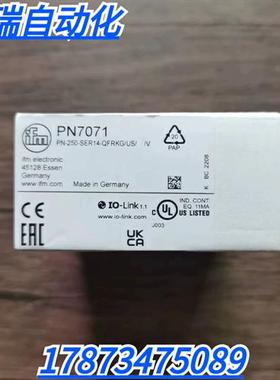 瑞自动化
ifm
PN7071
PN-250-SER14-QFRKG/US/ /V
ifm electronic
45128 Essen
Germany
www.ifm.com
Made in Germany
20
PAP
K BC 2208
CE
EAC
IO-Link 1.1
io-link.com
UK
CA
J003
C UL US LISTED
IND. CONT
EQ. 11MA
17873475089